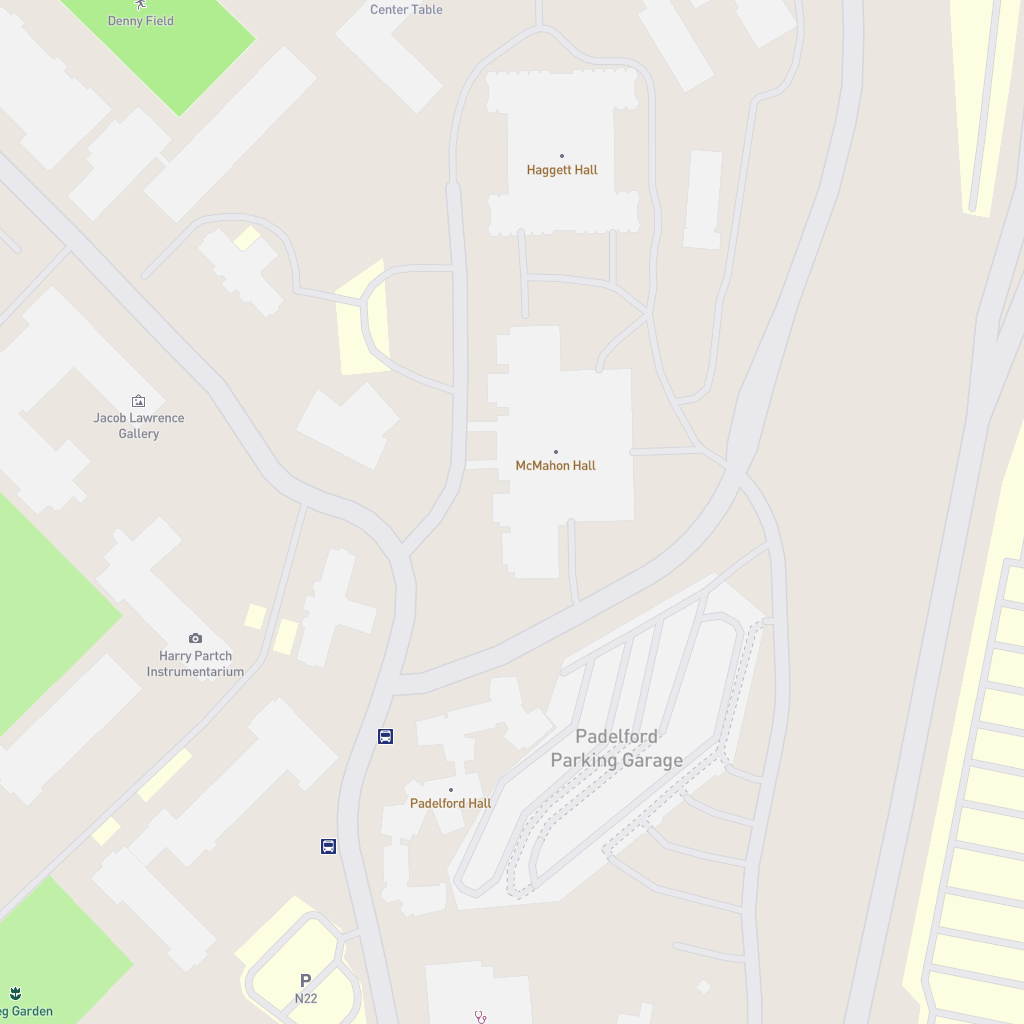 Center Table
Denny Field
Haggett Hall
Jacob Lawrence
Gallery
McMahon Hall
Harry Partch
Instrumentarium
Padelford
Parking Garage
Padelford Hall
P
N22
Garden